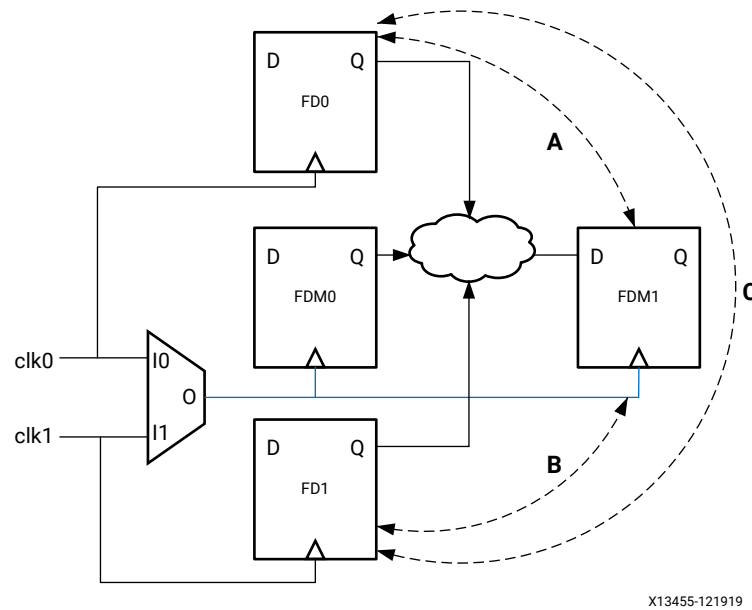 D Q
FD0
A
D Q
FDM0
D Q
FDM1
C
clk0
I0
O
clk1
I1
D Q
FD1
B
X13455-121919